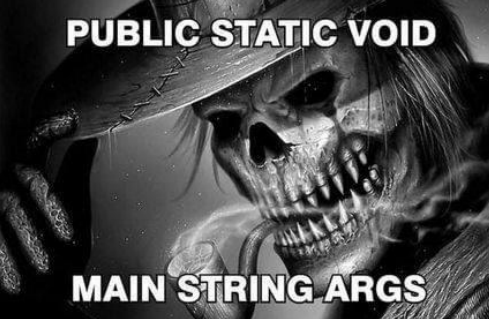 PUBLIC STATIC VOID
MAIN STRING ARGS